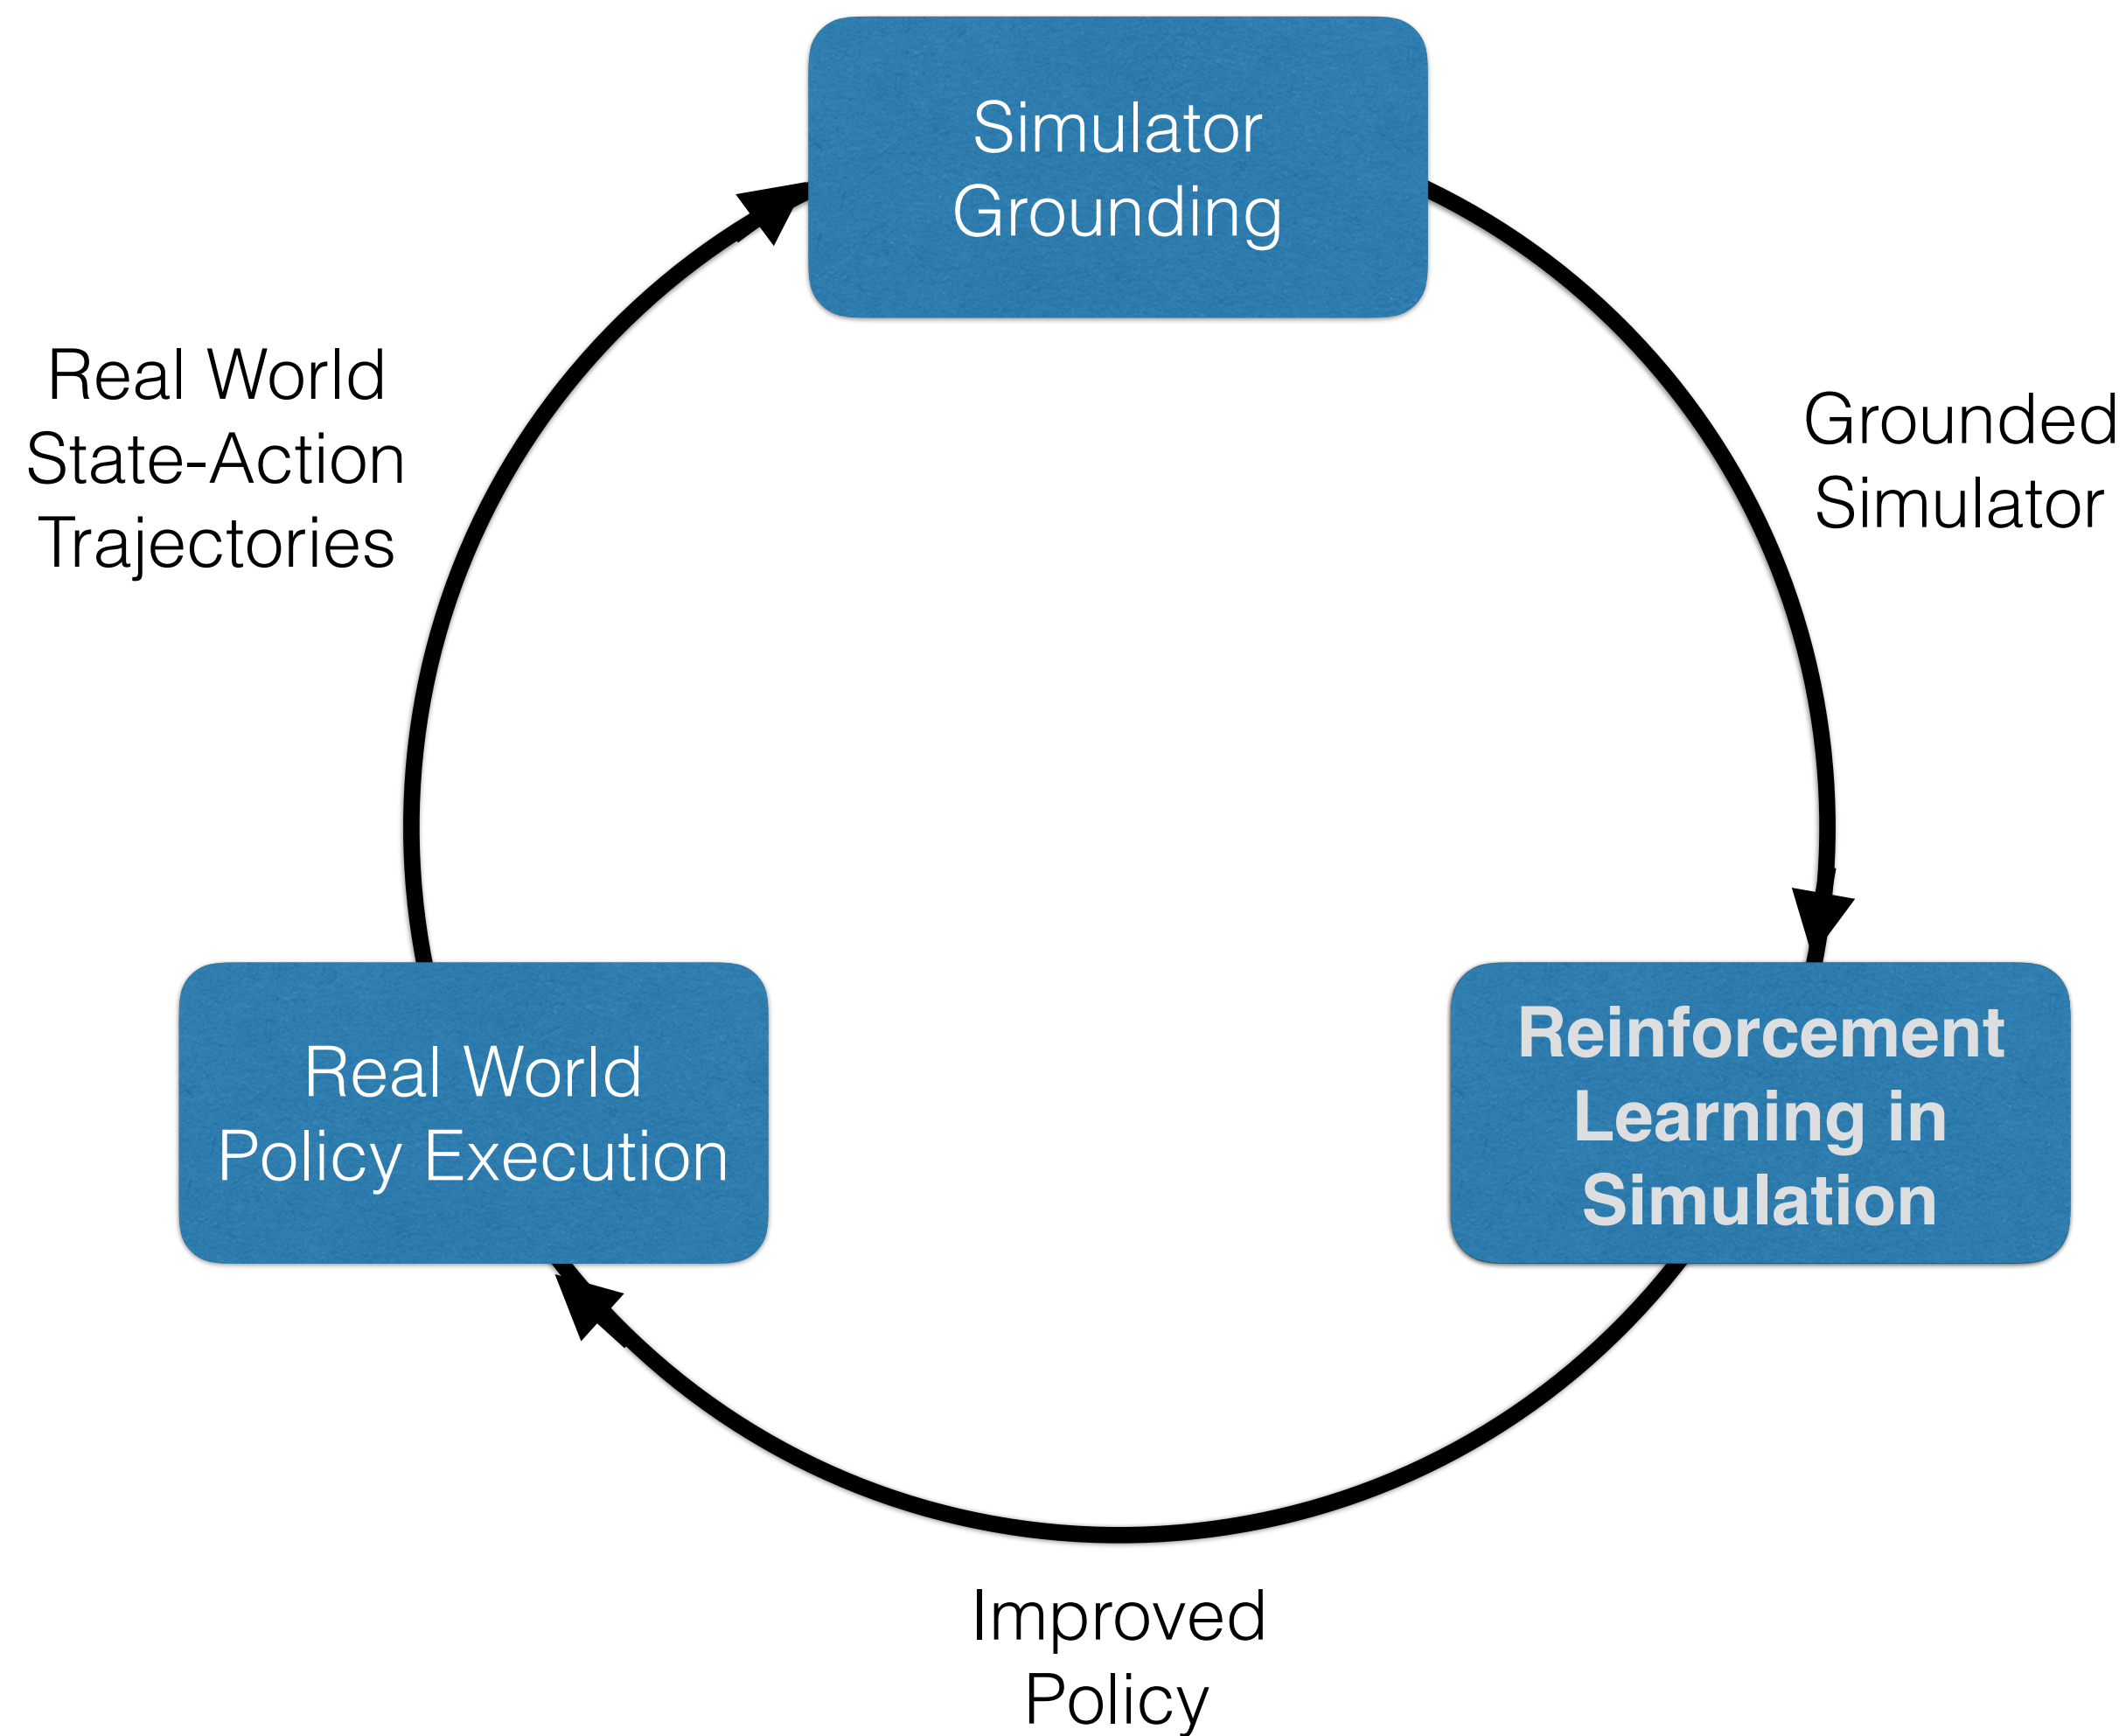 Simulator
Grounding
Real World
State-Action
Trajectories
Grounded
Simulator
Real World
Policy Execution
Reinforcement
Learning in
Simulation
Improved
Policy